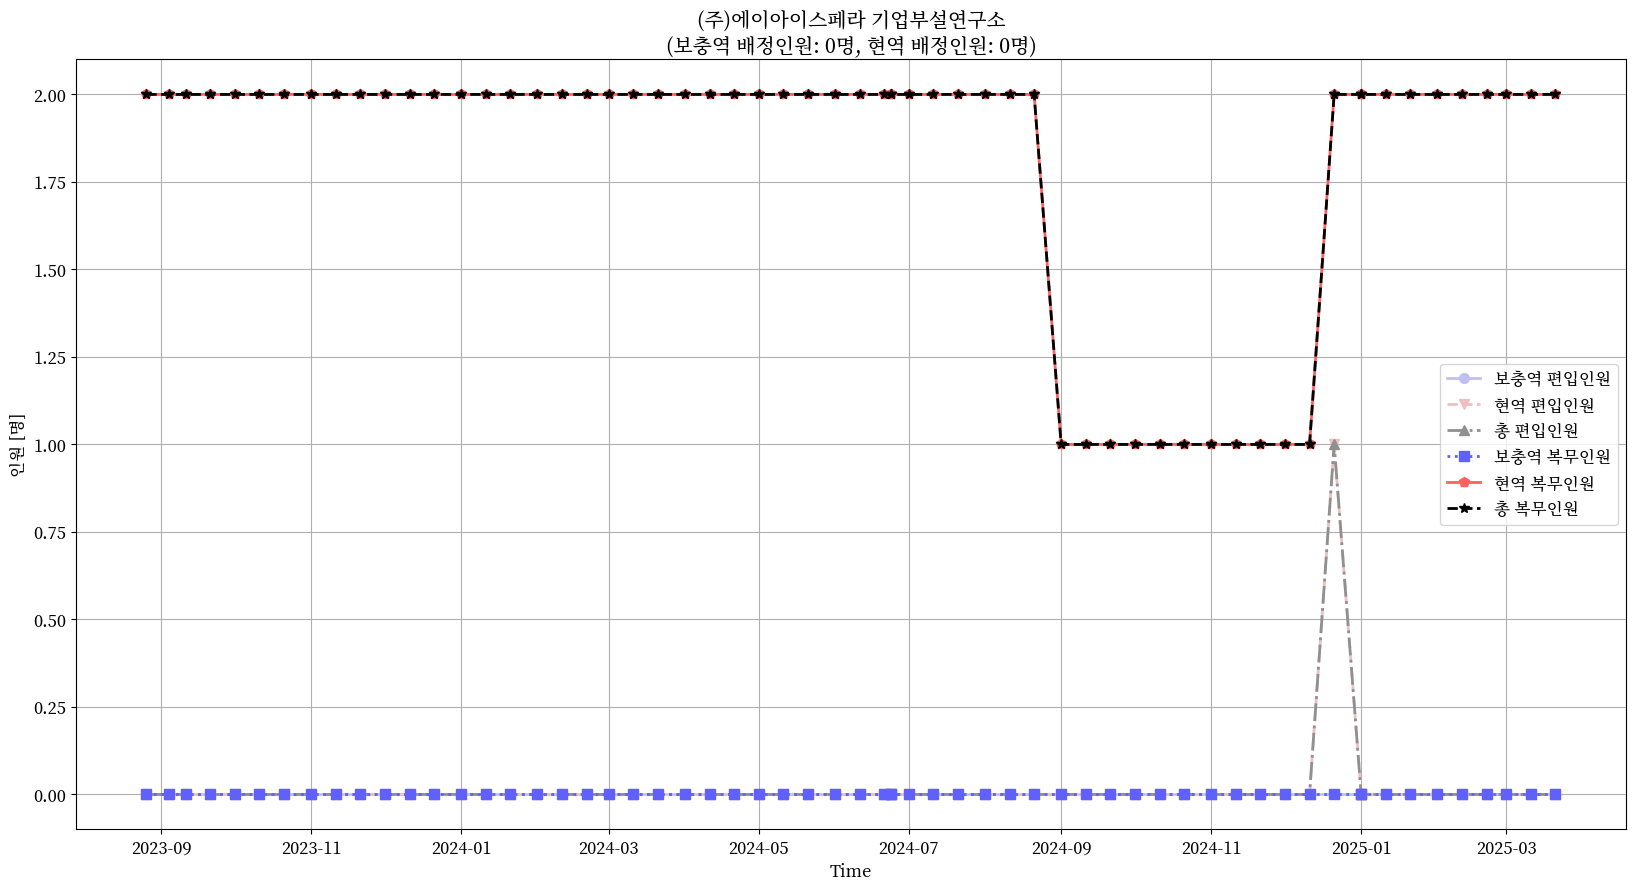 (주)에이아이스페라 기업부설연구소
(보충역 배정인원: 0명, 현역 배정인원: 0명)
인원 [명]
2.00
1.75
1.50
1.25
1.00
0.75
0.50
0.25
0.00
보충역 편입인원
현역 편입인원
총 편입인원
보충역 복무인원
현역 복무인원
총 복무인원
2023-09 2023-11 2024-01 2024-03 2024-05 2024-07 2024-09 2024-11 2025-01 2025-03
Time